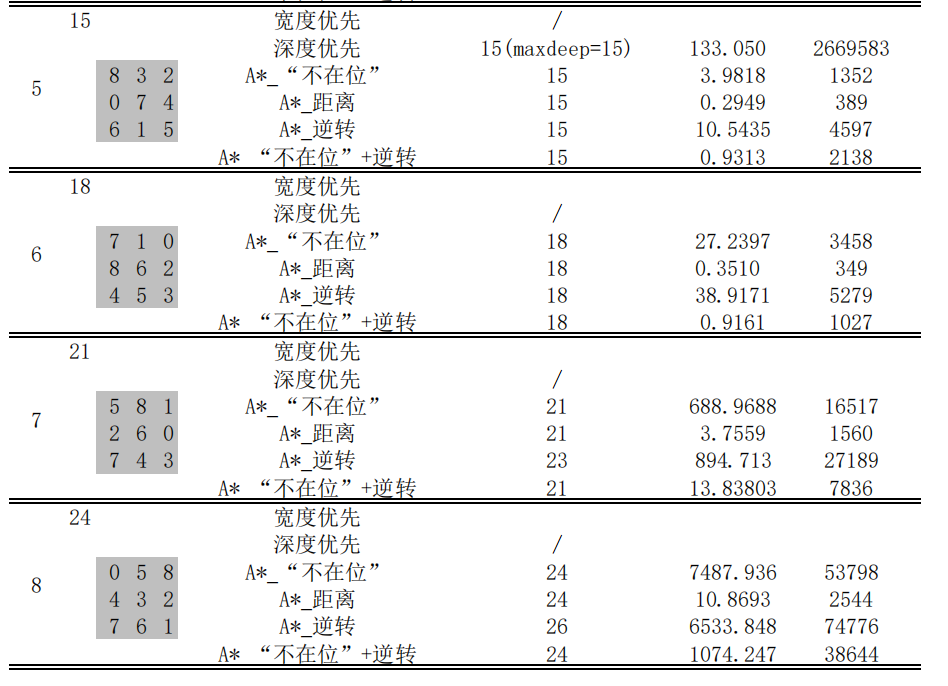 15 宽度优先 /
深度优先 15(maxdeep=15) 133.050 2669583
8 3 2 A*_“不在位” 15 3.9818 1352
5 0 7 4 A*_距离 15 0.2949 389
6 1 5 A*_逆转 15 10.5435 4597
A* “不在位”+逆转 15 0.9313 2138
18 宽度优先
深度优先 /
7 1 0 A*_“不在位” 18 27.2397 3458
6 8 6 2 A*_距离 18 0.3510 349
4 5 3 A*_逆转 18 38.9171 5279
A* “不在位”+逆转 18 0.9161 1027
21 宽度优先
深度优先 /
5 8 1 A*_“不在位” 21 688.9688 16517
7 2 6 0 A*_距离 21 3.7559 1560
7 4 3 A*_逆转 23 894.713 27189
A* “不在位”+逆转 21 13.83803 7836
24 宽度优先
深度优先 /
0 5 8 A*_“不在位” 24 7487.936 53798
8 4 3 2 A*_距离 24 10.8693 2544
7 6 1 A*_逆转 26 6533.848 74776
A* “不在位”+逆转 24 1074.247 38644